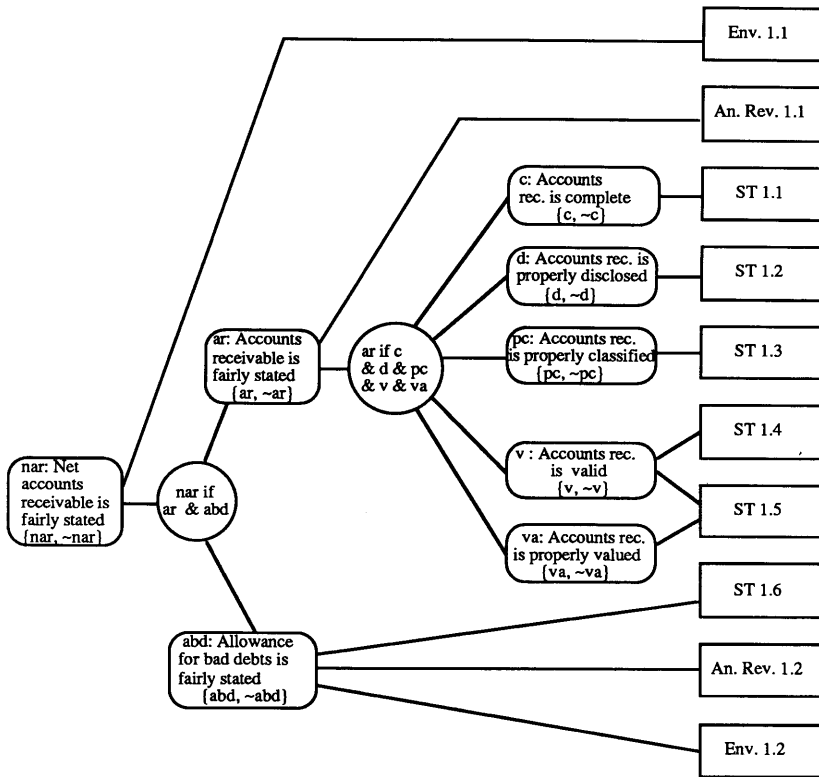 Env. 1.1
An. Rev. 1.1
c: Accounts
rec. is complete
{c, ~c}
ST 1.1
d: Accounts rec. is
properly disclosed
{d, ~d}
ST 1.2
ar: Accounts
receivable is
fairly stated
{ar, ~ar}
ar if c
& d & pc
& v & va
pc: Accounts rec.
is properly classified
{pc, ~pc}
ST 1.3
v : Accounts rec.
is valid
{v, ~v}
ST 1.4
nar: Net
accounts
receivable is
fairly stated
{nar, ~nar}
nar if
ar & abd
ST 1.5
va: Accounts rec.
is properly valued
{va, ~va}
ST 1.6
abd: Allowance
for bad debts is
fairly stated
{abd, ~abd}
An. Rev. 1.2
Env. 1.2